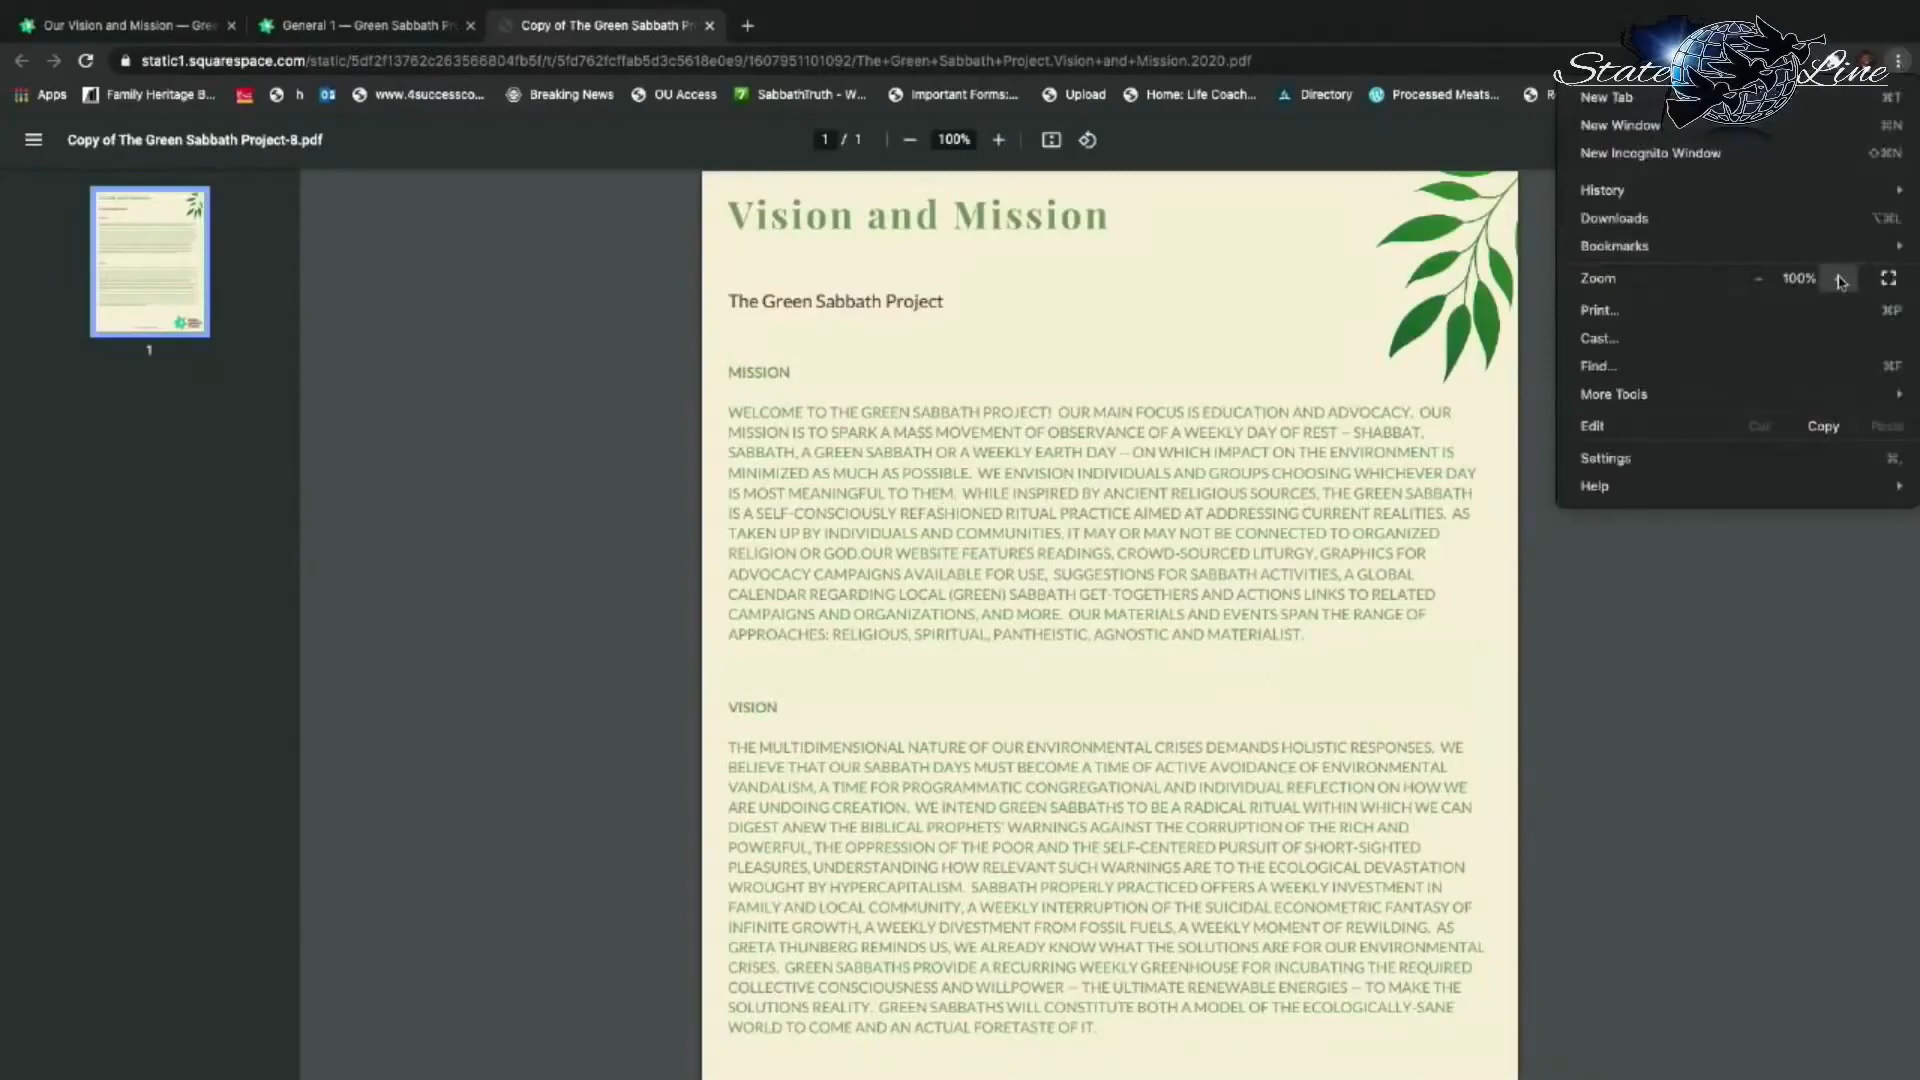 Our Vision and Mission — Gree
General 1 — Green Sabbath Pr
Copy of The Green Sabbath Pr
static1.squarespace.com/static/5df2f13762c263566804fb5f/t/5fd762fcffab5d3c5618e0e9/1607951101092/The+Green+Sabbath+Project.Vision+and+Mission.2020.pdf
State Line
Apps
Family Heritage B...
h
www.4successco...
Breaking News
OU Access
SabbathTruth - W...
Important Forms:...
Upload
Home: Life Coach...
Directory
Processed Meats...
Copy of The Green Sabbath Project-8.pdf
1 / 1
100%
New Tab ⌘T
New Window ⌘N
New Incognito Window ⇧⌘N
History
Downloads ⌥⌘L
Bookmarks
Zoom - 100%
Print... ⌘P
Cast...
Find... ⌘F
More Tools
Edit Cut Copy Paste
Settings ⌘,
Help
1
Vision and Mission
The Green Sabbath Project
MISSION
WELCOME TO THE GREEN SABBATH PROJECT! OUR MAIN FOCUS IS EDUCATION AND ADVOCACY. OUR
MISSION IS TO SPARK A MASS MOVEMENT OF OBSERVANCE OF A WEEKLY DAY OF REST – SHABBAT,
SABBATH, A GREEN SABBATH OR A WEEKLY EARTH DAY – ON WHICH IMPACT ON THE ENVIRONMENT IS
MINIMIZED AS MUCH AS POSSIBLE. WE ENVISION INDIVIDUALS AND GROUPS CHOOSING WHICHEVER DAY
IS MOST MEANINGFUL TO THEM. WHILE INSPIRED BY ANCIENT RELIGIOUS SOURCES, THE GREEN SABBATH
IS A SELF-CONSCIOUSLY REFASHIONED RITUAL PRACTICE AIMED AT ADDRESSING CURRENT REALITIES. AS
TAKEN UP BY INDIVIDUALS AND COMMUNITIES, IT MAY OR MAY NOT BE CONNECTED TO ORGANIZED
RELIGION OR GOD.OUR WEBSITE FEATURES READINGS, CROWD-SOURCED LITURGY, GRAPHICS FOR
ADVOCACY CAMPAIGNS AVAILABLE FOR USE, SUGGESTIONS FOR SABBATH ACTIVITIES, A GLOBAL
CALENDAR REGARDING LOCAL (GREEN) SABBATH GET-TOGETHERS AND ACTIONS LINKS TO RELATED
CAMPAIGNS AND ORGANIZATIONS, AND MORE. OUR MATERIALS AND EVENTS SPAN THE RANGE OF
APPROACHES: RELIGIOUS, SPIRITUAL, PANTHEISTIC, AGNOSTIC AND MATERIALIST.
VISION
THE MULTIDIMENSIONAL NATURE OF OUR ENVIRONMENTAL CRISES DEMANDS HOLISTIC RESPONSES. WE
BELIEVE THAT OUR SABBATH DAYS MUST BECOME A TIME OF ACTIVE AVOIDANCE OF ENVIRONMENTAL
VANDALISM, A TIME FOR PROGRAMMATIC CONGREGATIONAL AND INDIVIDUAL REFLECTION ON HOW WE
ARE UNDOING CREATION. WE INTEND GREEN SABBATHS TO BE A RADICAL RITUAL WITHIN WHICH WE CAN
DIGEST ANEW THE BIBLICAL PROPHETS' WARNINGS AGAINST THE CORRUPTION OF THE RICH AND
POWERFUL, THE OPPRESSION OF THE POOR AND THE SELF-CENTERED PURSUIT OF SHORT-SIGHTED
PLEASURES, UNDERSTANDING HOW RELEVANT SUCH WARNINGS ARE TO THE ECOLOGICAL DEVASTATION
WROUGHT BY HYPERCAPITALISM. SABBATH PROPERLY PRACTICED OFFERS A WEEKLY INVESTMENT IN
FAMILY AND LOCAL COMMUNITY, A WEEKLY INTERRUPTION OF THE SUICIDAL ECONOMETRIC FANTASY OF
INFINITE GROWTH, A WEEKLY DIVESTMENT FROM FOSSIL FUELS, A WEEKLY MOMENT OF REWILDING. AS
GRETA THUNBERG REMINDS US, WE ALREADY KNOW WHAT THE SOLUTIONS ARE FOR OUR ENVIRONMENTAL
CRISES. GREEN SABBATHS PROVIDE A RECURRING WEEKLY GREENHOUSE FOR INCUBATING THE REQUIRED
COLLECTIVE CONSCIOUSNESS AND WILLPOWER – THE ULTIMATE RENEWABLE ENERGIES – TO MAKE THE
SOLUTIONS REALITY. GREEN SABBATHS WILL CONSTITUTE BOTH A MODEL OF THE ECOLOGICALLY-SANE
WORLD TO COME AND AN ACTUAL FORETASTE OF IT.